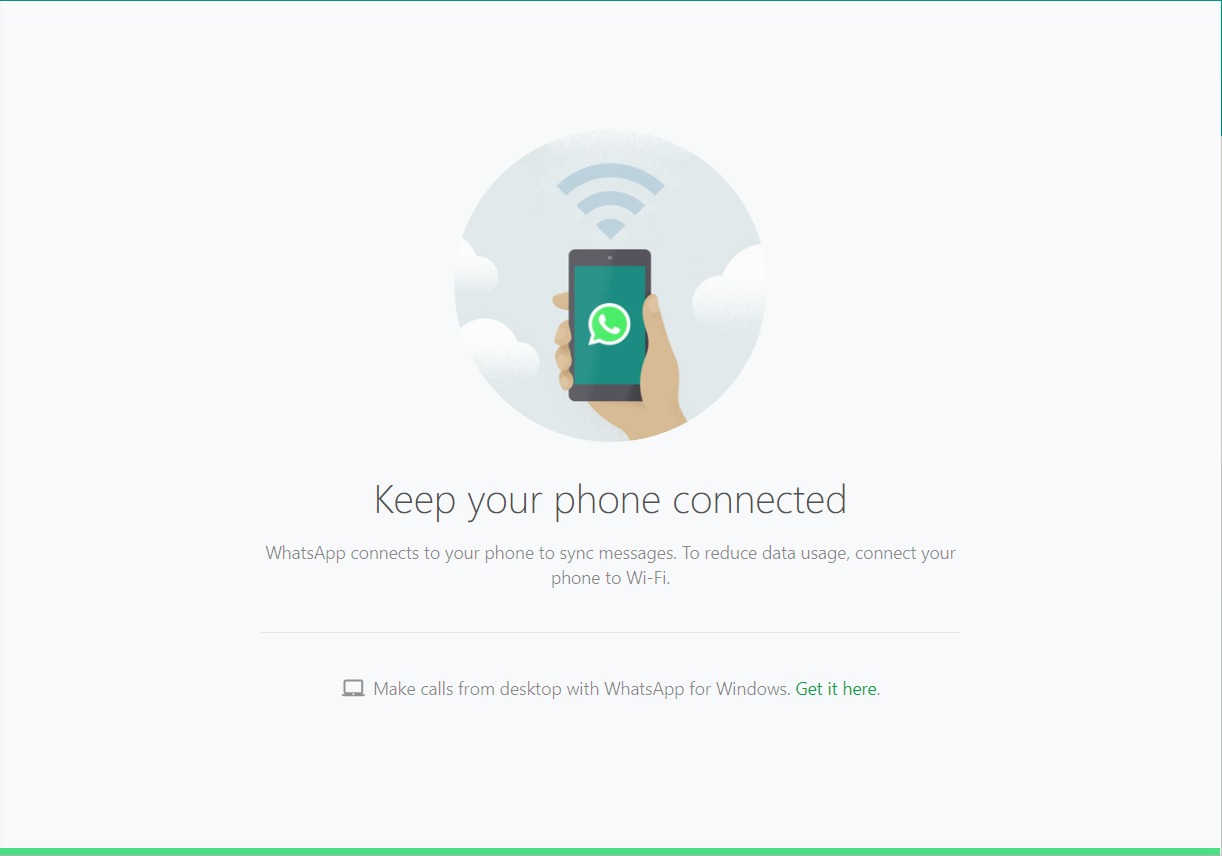 Keep your phone connected
WhatsApp connects to your phone to sync messages. To reduce data usage, connect your
phone to Wi-Fi.
Make calls from desktop with WhatsApp for Windows. Get it here.